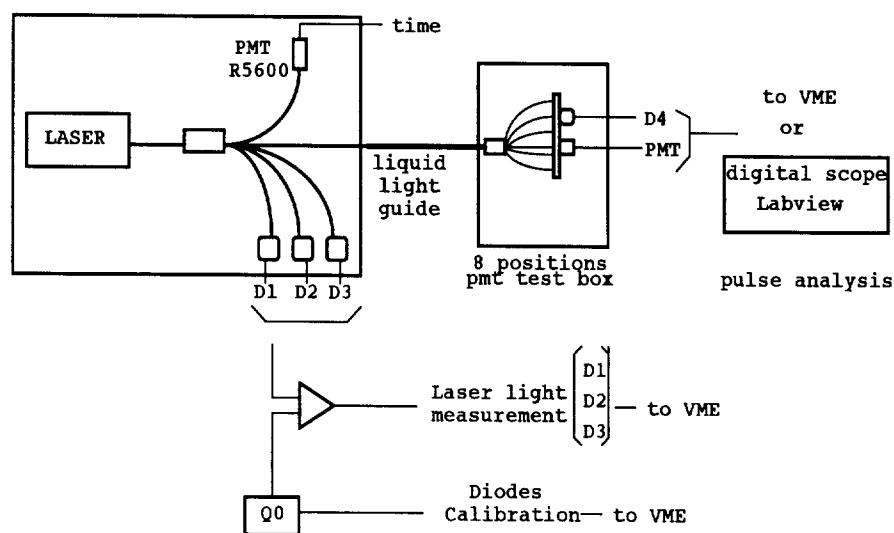 time
PMT
R5600
LASER
liquid
light
guide
D1 D2 D3
D4
PMT
8 positions
pmt test box
to VME
or
digital scope
Labview
pulse analysis
Laser light
measurement
D1
D2
D3
to VME
Q0
Diodes
Calibration
to VME